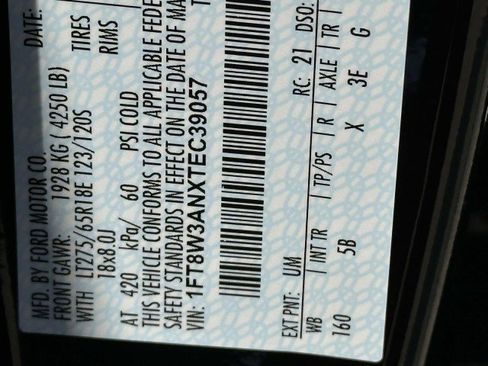 MFD. BY FORD MOTOR CO. DATE:
FRONT GAWR: 1928 KG / 4250 LB)
WITH LT275/65R18E 123/120S TIRES
18x8.0J RIMS
AT 420 kPa/ 60 PSI COLD
THIS VEHICLE CONFORMS TO ALL APPLICABLE FEDE
SAFETY STANDARDS IN EFFECT ON THE DATE OF MA
VIN: 1FT8W3ANXTEC39057 T
EXT PNT: UM RC: 21 DSO:
WB | INT TR | TP/PS | R | AXLE | TR |
160 5B X 3E G